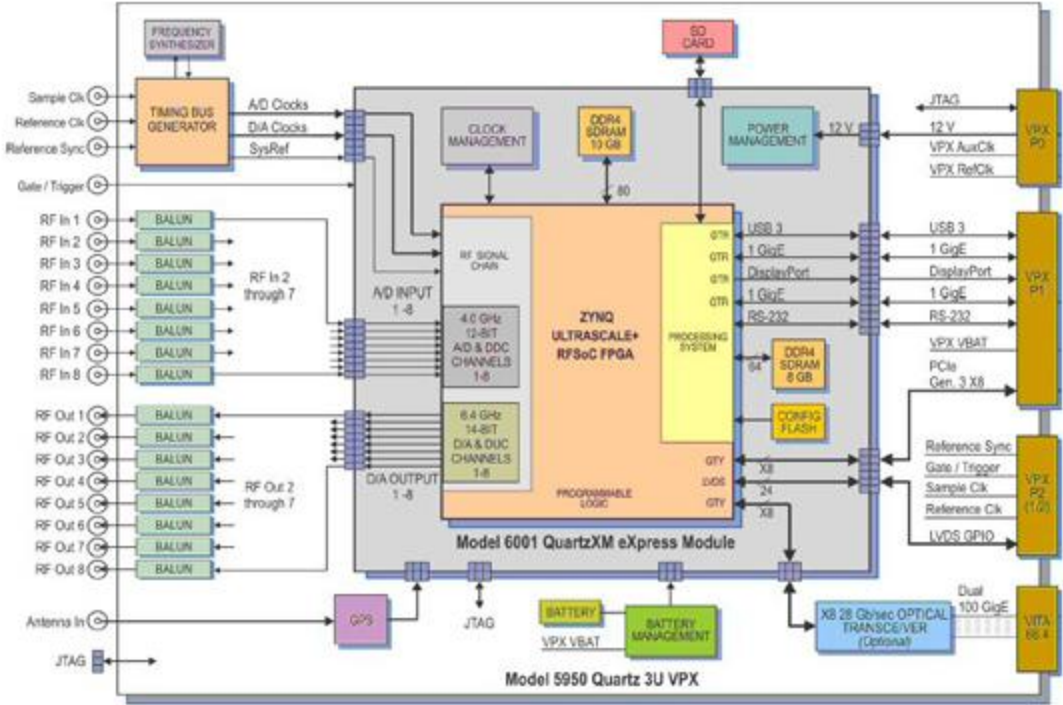 FREQUENCY
SYNTHESIZER
SD
CARD
Sample Clk
Reference Clk
Reference Sync
TIMING BUS
GENERATOR
A/D Clocks
D/A Clocks
SysRef
CLOCK
MANAGEMENT
DDR4
SDRAM
10 GB
POWER
MANAGEMENT
12 V
JTAG
12 V
VPX AuxClk
VPX RefClk
VPX
P0
Gate / Trigger
80
RF In 1
BALUN
RF In 2
BALUN
RF In 3
BALUN
RF In 4
BALUN
RF In 5
BALUN
RF In 6
BALUN
RF In 7
BALUN
RF In 8
BALUN
RF In 2
through 7
A/D INPUT
1 -8
RF SIGNAL
CHAIN
4.0 GHz
12-BIT
A/D & DDC
CHANNELS
1-8
ZYNQ
ULTRASCALE+
RFSoC FPGA
PROCESSING
SYSTEM
GTR
GTR
GTR
USB 3
1 GigE
DisplayPort
1 GigE
RS-232
USB 3
1 GigE
DisplayPort
1 GigE
RS-232
VPX VBAT
PCIe
Gen. 3 X8
VPX
P1
64
DDR4
SDRAM
8 GB
CONFIG
FLASH
RF Out 1
BALUN
RF Out 2
BALUN
RF Out 3
BALUN
RF Out 4
BALUN
RF Out 5
BALUN
RF Out 6
BALUN
RF Out 7
BALUN
RF Out 8
BALUN
RF Out 2
through 7
D/A OUTPUT
1 -8
6.4 GHz
14-BIT
D/A & DUC
CHANNELS
1-8
PROGRAMMABLE
LOGIC
GTY
LVDS
GTY
X8
24
X8
Reference Sync
Gate / Trigger
Sample Clk
Reference Clk
LVDS GPIO
VPX
P2
(1/2)
Model 6001 QuartzXM eXpress Module
Antenna In
GPS
JTAG
BATTERY
VPX VBAT
BATTERY
MANAGEMENT
X8 28 Gb/sec OPTICAL
TRANSCEIVER
(Optional)
Dual
100 GigE
VITA
66.4
JTAG
Model 5950 Quartz 3U VPX